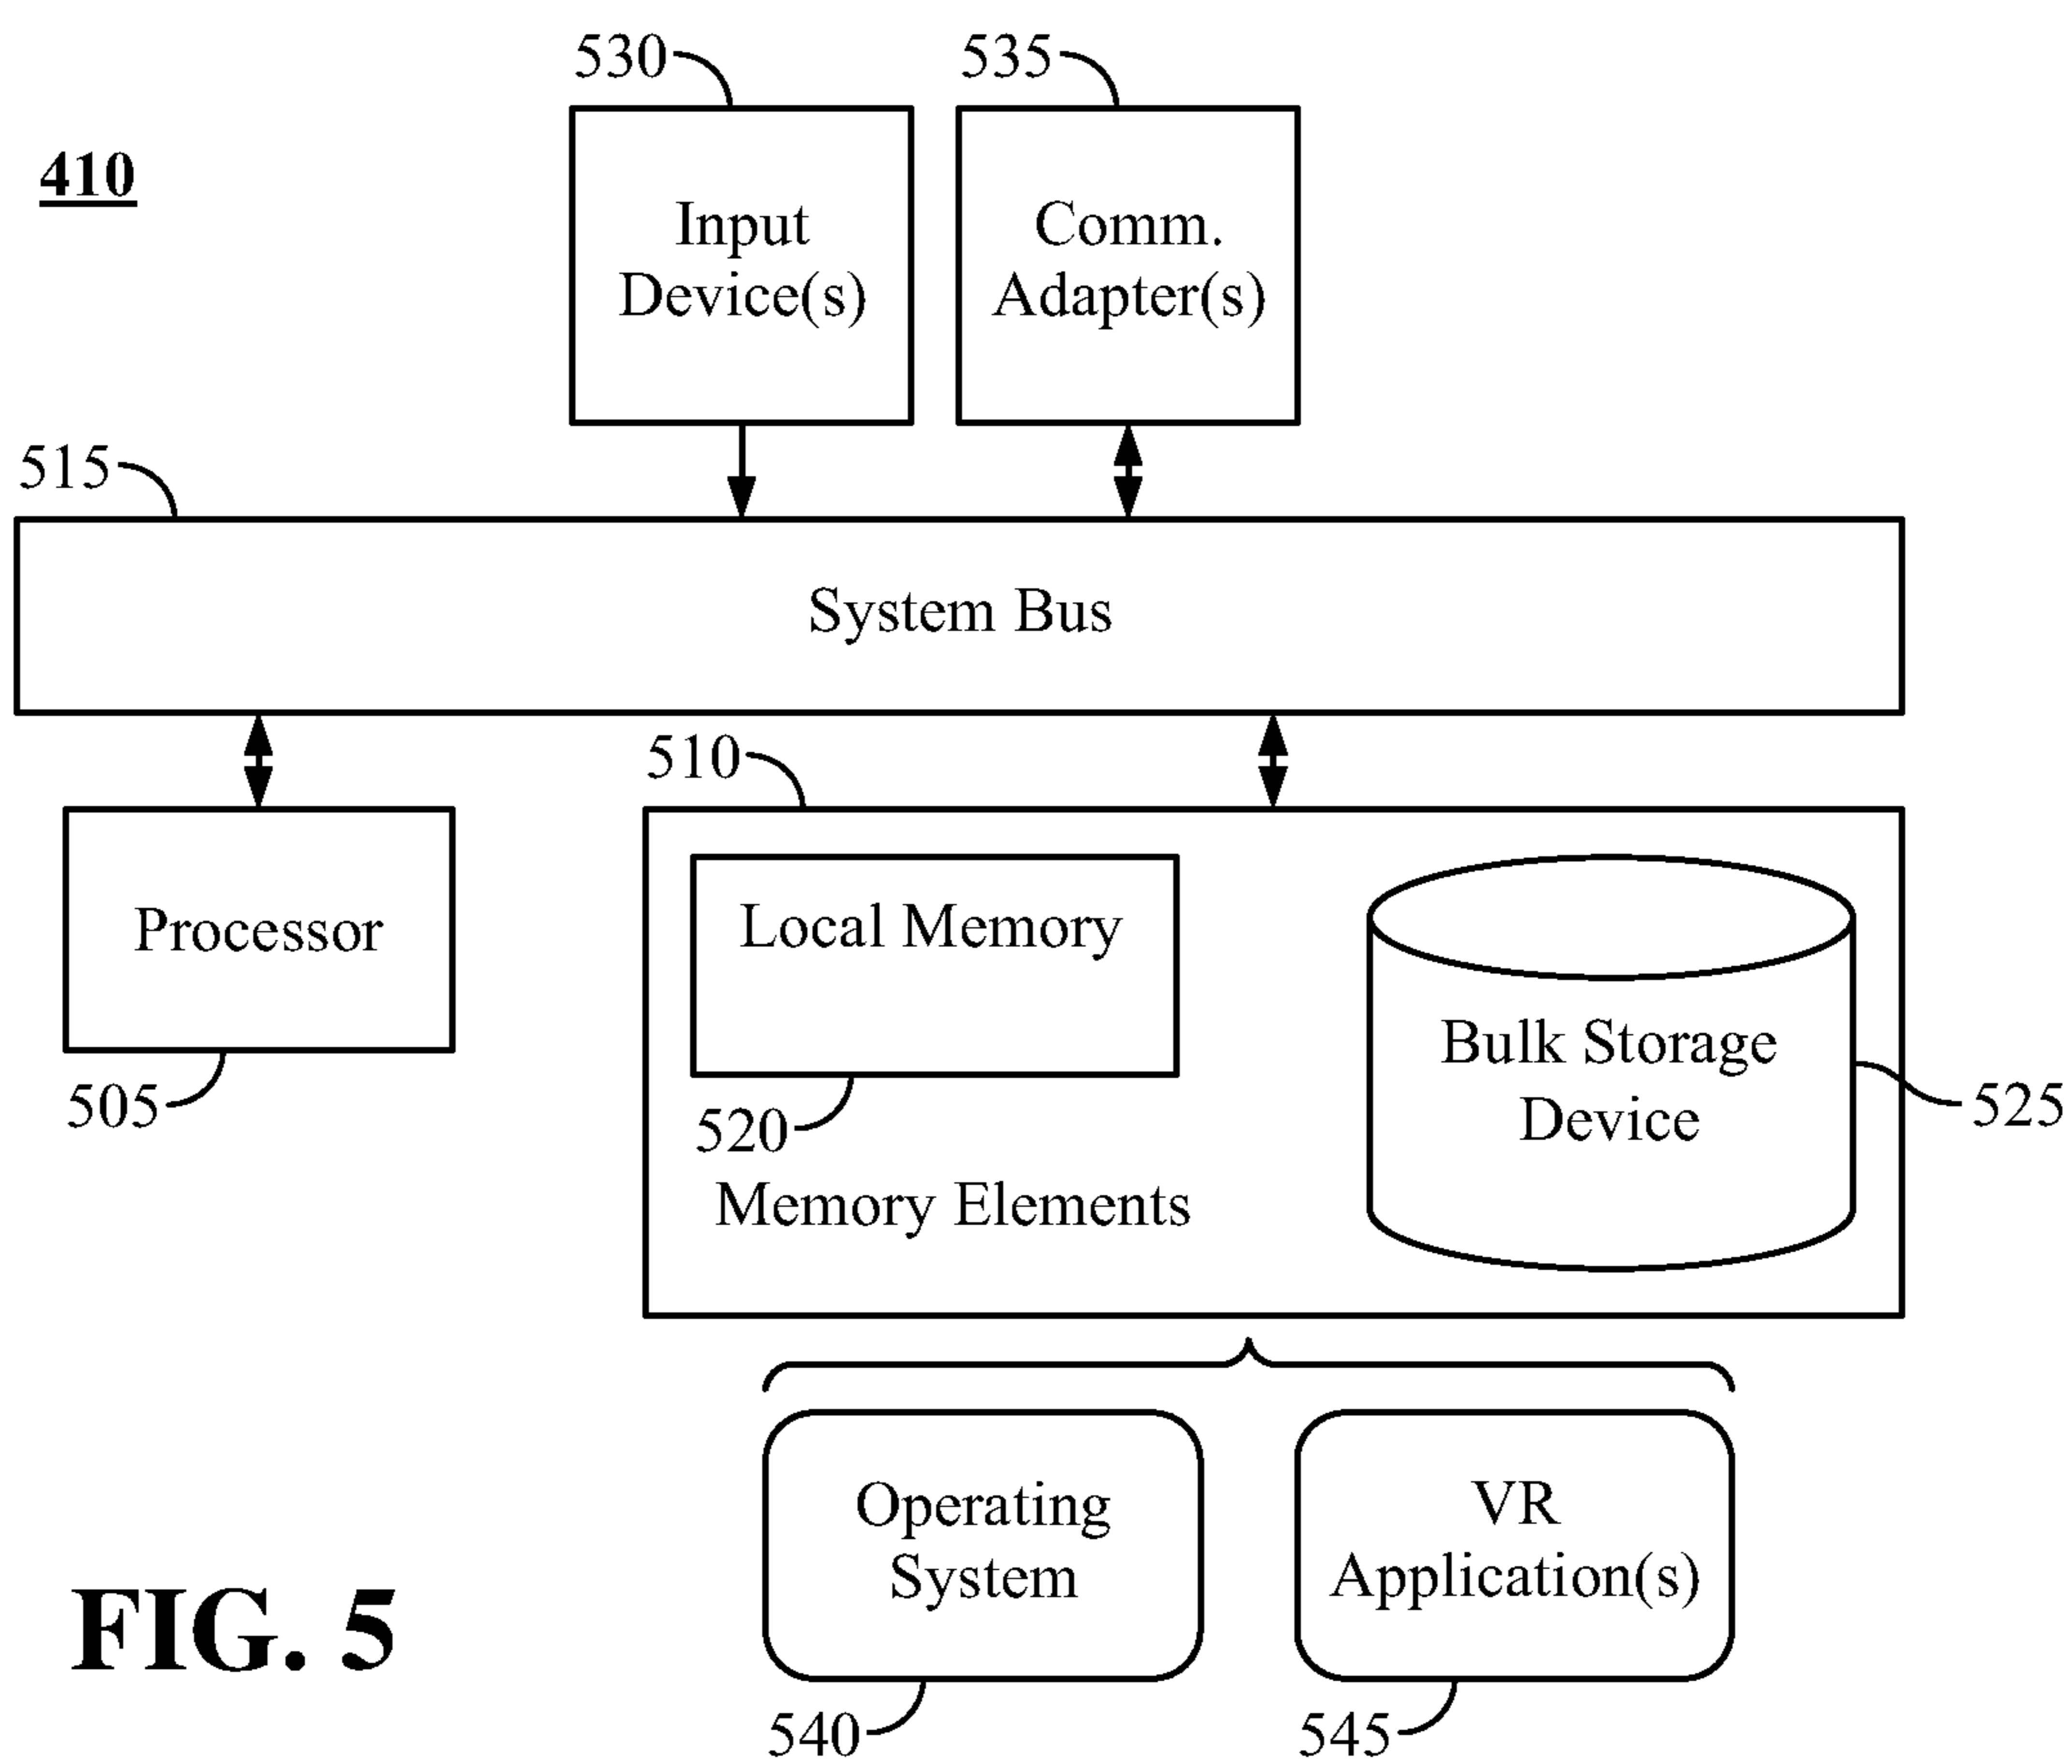 530
535
410
Input
Device(s)
Comm.
Adapter(s)
515
System Bus
510
Processor
505
Local Memory
520
Memory Elements
Bulk Storage
Device
525
Operating
System
VR
Application(s)
FIG. 5
540
545